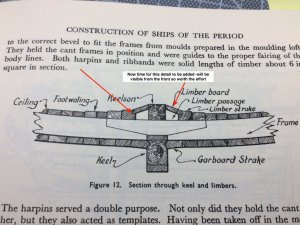 CONSTRUCTION OF SHIPS OF THE PERIOD
to the correct bevel to fit the frames from moulds prepared in the moulding loft
They held the cant frames in position and were guides to the proper fairing of the
body lines. Both harpins and ribbands were solid lengths of timber about 6 in
square in section.
Now time for this detail to be added -will be
visible from the front so worth the effort
Limber board
Ceiling Footwaling Keelson Limber passage
Limber strake
Frame
Keel Garboard Strake
Figure 12. Section through keel and limbers.
The harpins served a double purpose. Not only did they hold the cant
her, but they also acted as templates. Having been taken off in the m